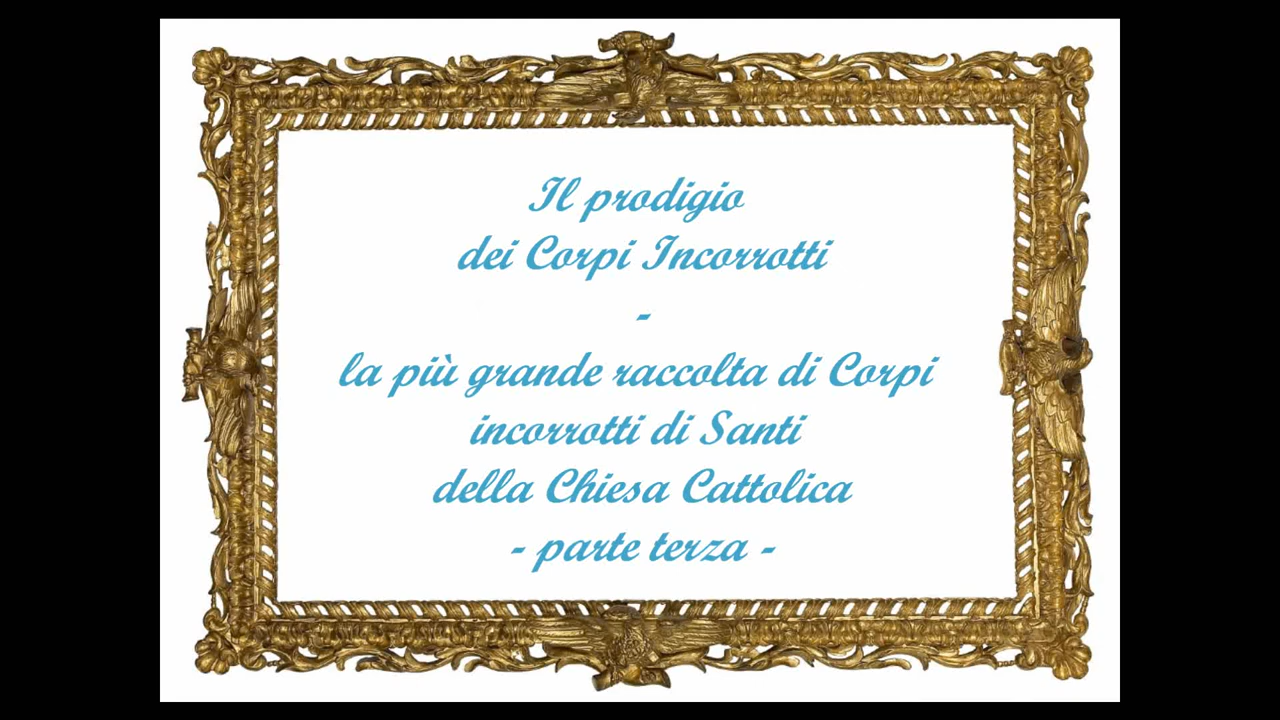 Il prodigio
dei Corpi Incorrotti
-
la più grande raccolta di Corpi
incorrotti di Santi
della Chiesa Cattolica
- parte terza -